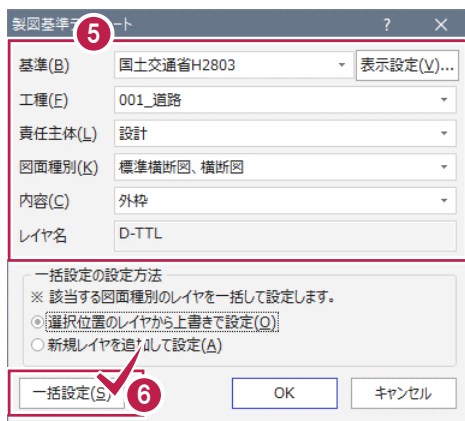 製図基準テ ート ? ×
5
基準(B) 国土交通省H2803 表示設定(V)...
工種(F) 001_道路
責任主体(L) 設計
図面種別(K) 標準横断図、横断図
内容(C) 外枠
レイヤ名 D-TTL
一括設定の設定方法
※ 該当する図面種別のレイヤを一括して設定します。
選択位置のレイヤから上書きで設定(O)
新規レイヤを追加して設定(A)
一括設定(S) 6 OK キャンセル